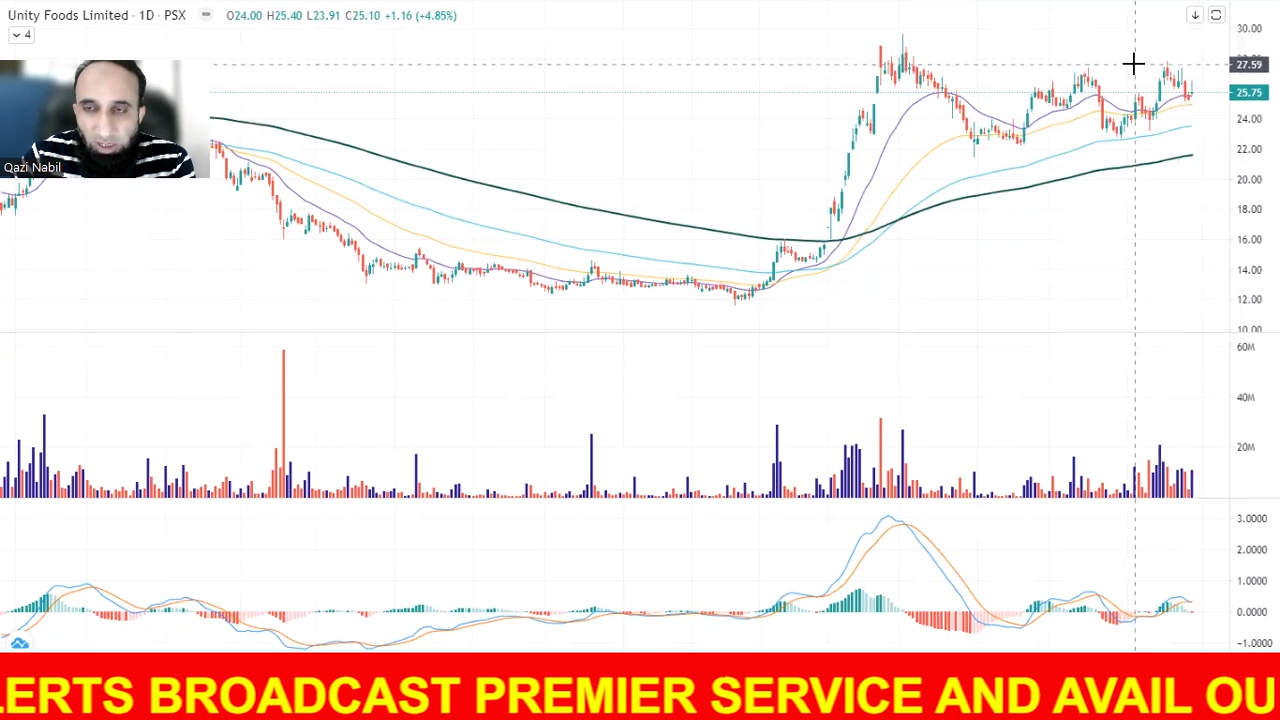 Unity Foods Limited · 1D · PSX O24.00 H25.40 L23.91 C25.10 +1.16 (+4.85%)
4
Qazi Nabil
30.00
27.59
25.75
24.00
22.00
20.00
18.00
16.00
14.00
12.00
10.00
60M
40M
20M
3.0000
2.0000
1.0000
0.0000
−1.0000
LERTS BROADCAST PREMIER SERVICE AND AVAIL OU